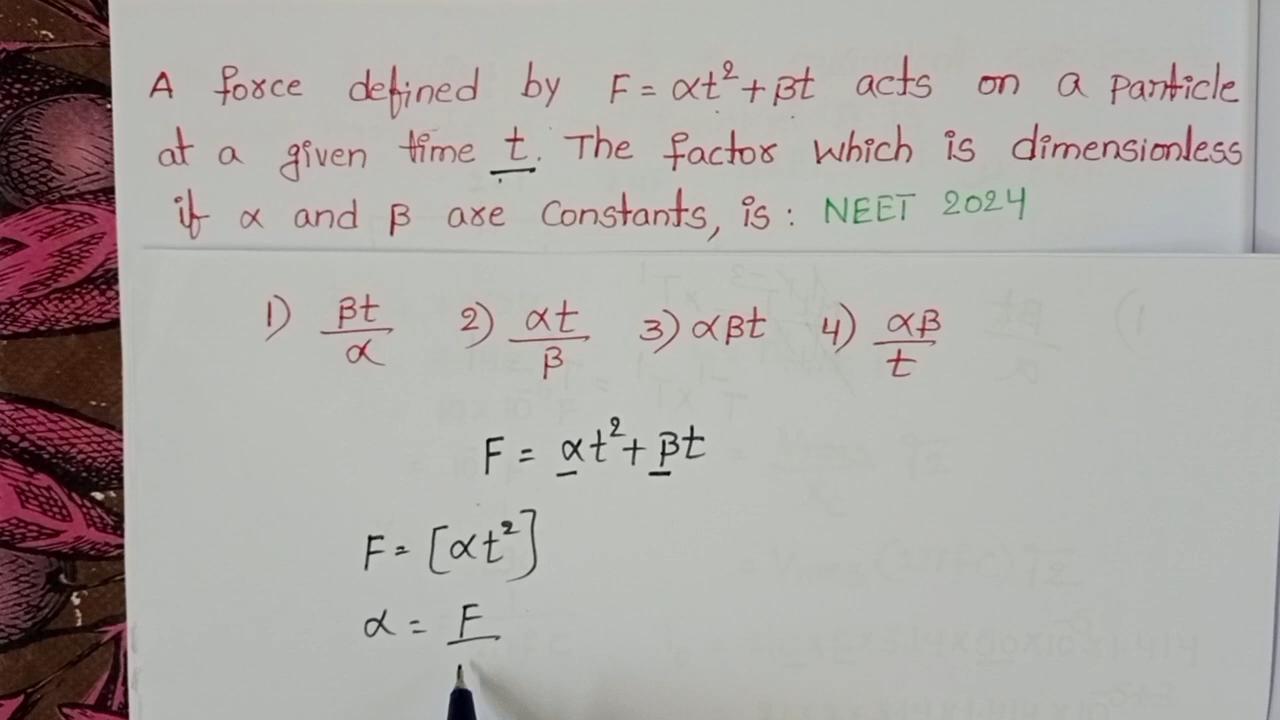 A force defined by F = αt² + βt acts on a particle
at a given time t. The factor which is dimensionless
if α and β are Constants, is : NEET 2024
1) βt/α 2) αt/β 3) αβt 4) αβ/t
F = αt² + βt
F = [αt²]
α = F